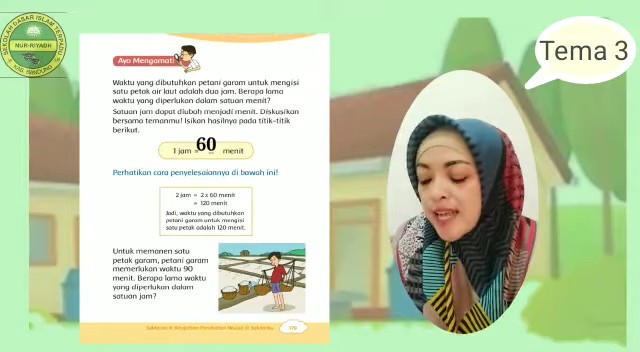 SEKOLAH DASAR ISLAM TERPADU
NUR-RIYADH
Tema 3
Ayo Mengamati
Waktu yang dibutuhkan petani garam untuk mengisi
satu petak air laut adalah dua jam. Berapa lama
waktu yang diperlukan dalam satuan menit?
Satuan jam dapat diubah menjadi menit. Diskusikan
bersama temanmu! Isikan hasilnya pada titik-titik
berikut.
1 jam = 60 menit
Perhatikan cara penyelesaiannya di bawah ini!
2 jam = 2 x 60 menit
= 120 menit
Jadi, waktu yang dibutuhkan
petani garam untuk mengisi
satu petak adalah 120 menit.
Untuk memanen satu
petak garam, petani garam
memerlukan waktu 90
menit. Berapa lama waktu
yang diperlukan dalam
satuan jam?